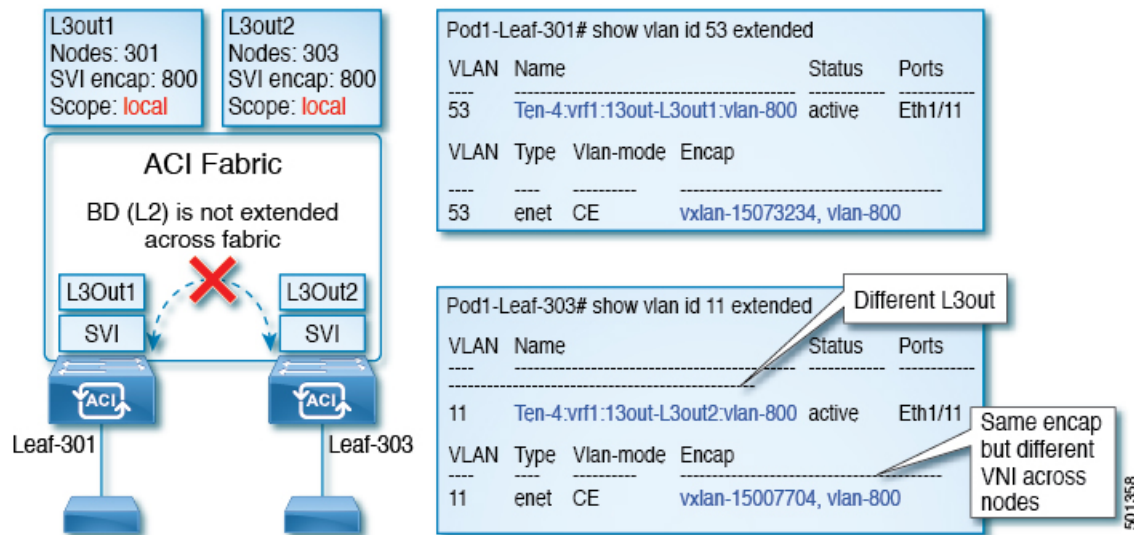 L3out1
Nodes: 301
SVI encap: 800
Scope: local
L3out2
Nodes: 303
SVI encap: 800
Scope: local
ACI Fabric
BD (L2) is not extended
across fabric
L3Out1
SVI
L3Out2
SVI
ACI
ACI
Leaf-301
Leaf-303
Pod1-Leaf-301# show vlan id 53 extended
VLAN Name Status Ports
---- -------------------------------- --------- -------
53 Ten-4:vrf1:13out-L3out1:vlan-800 active Eth1/11
VLAN Type Vlan-mode Encap
---- ---- ---------- -------------------------------
53 enet CE vxlan-15073234, vlan-800
Different L3out
Pod1-Leaf-303# show vlan id 11 extended
VLAN Name Status Ports
---- --------- -------
--------------------------------
11 Ten-4:vrf1:13out-L3out2:vlan-800 active Eth1/11
Same encap
but different
VNI across
nodes
VLAN Type Vlan-mode Encap
---- ---- ---------- -------------------------------
11 enet CE vxlan-15007704, vlan-800
501358